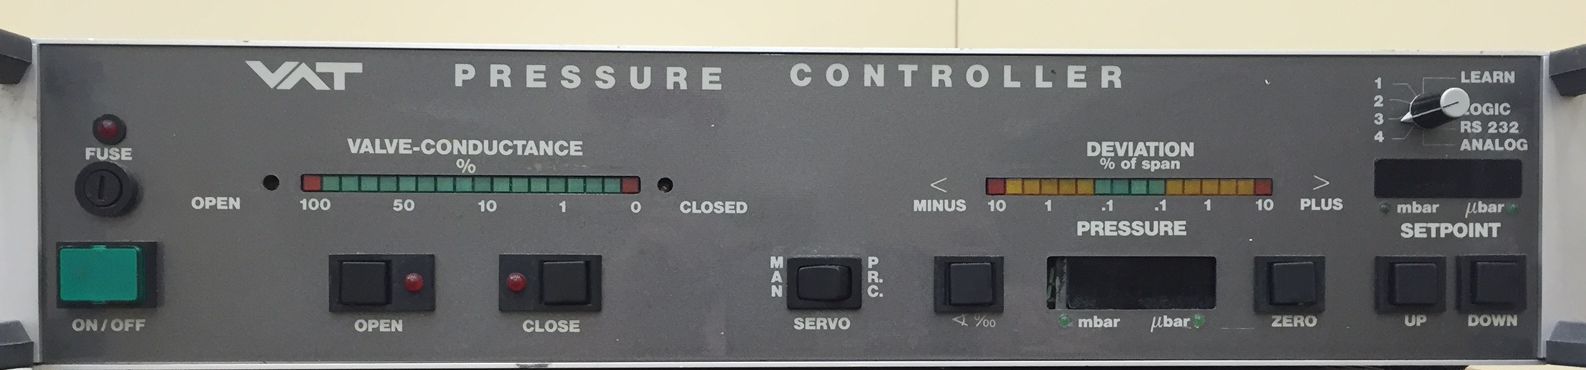 VAT PRESSURE CONTROLLER
1 LEARN
2 LOGIC
3 RS 232
4 ANALOG
FUSE
VALVE-CONDUCTANCE
%
OPEN 100 50 10 1 0 CLOSED
DEVIATION
% of span
< >
MINUS 10 1 .1 .1 1 10 PLUS
mbar µbar
PRESSURE
SETPOINT
MAN PR.C.
ON/OFF
OPEN
CLOSE
SERVO
∢ ‰
mbar µbar
ZERO
UP
DOWN